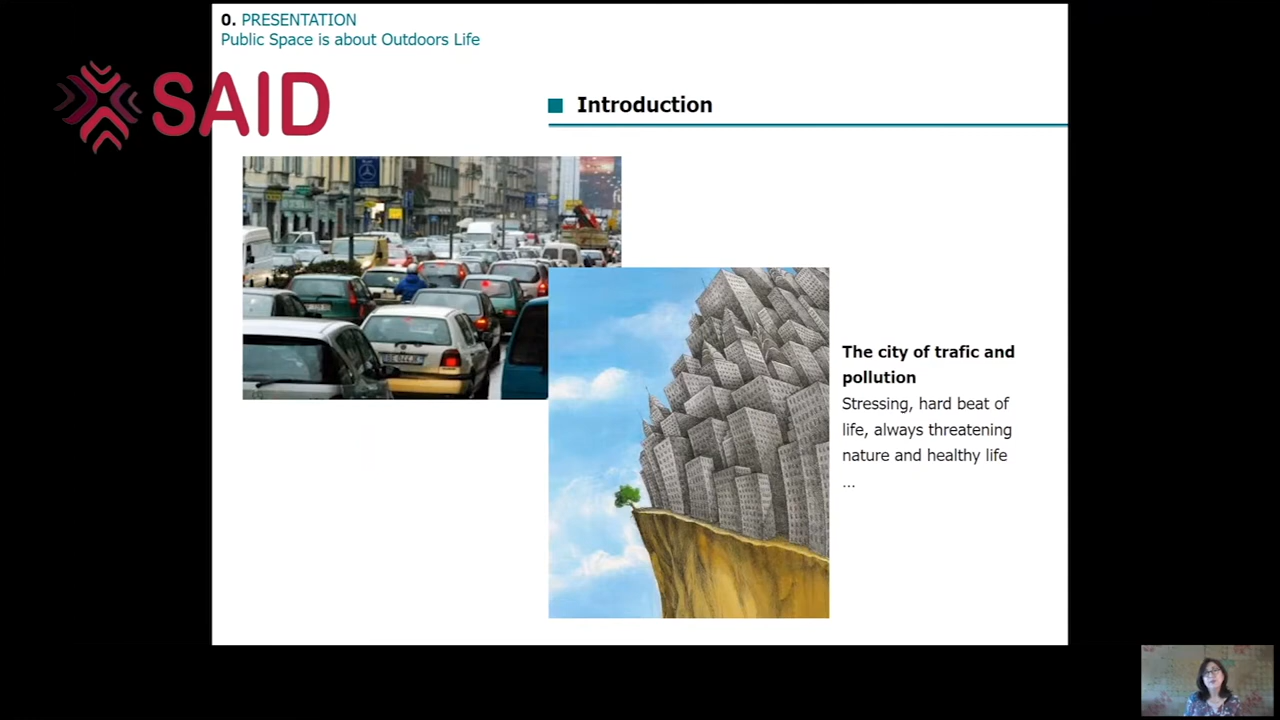 0. PRESENTATION
Public Space is about Outdoors Life
SAID
Introduction
The city of trafic and
pollution
Stressing, hard beat of
life, always threatening
nature and healthy life
...